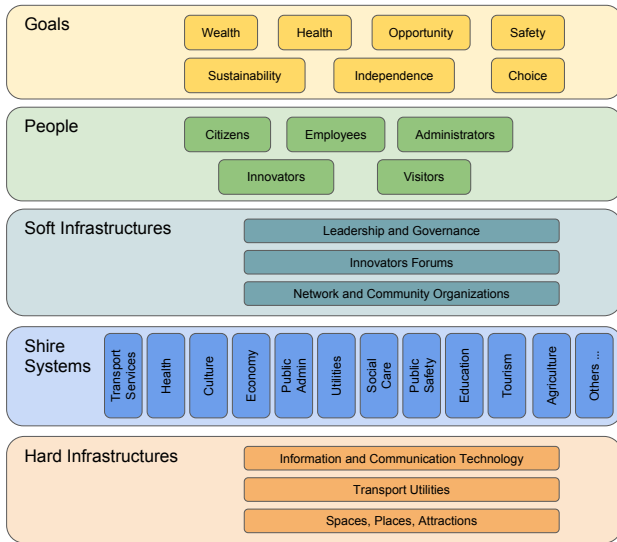 Goals
Wealth
Health
Opportunity
Safety
Sustainability
Independence
Choice
People
Citizens
Employees
Administrators
Innovators
Visitors
Soft Infrastructures
Leadership and Governance
Innovators Forums
Network and Community Organizations
Shire
Systems
Transport
Services
Health
Culture
Economy
Public
Admin
Utilities
Social
Care
Public
Safety
Education
Tourism
Agriculture
Others ...
Hard Infrastructures
Information and Communication Technology
Transport Utilities
Spaces, Places, Attractions